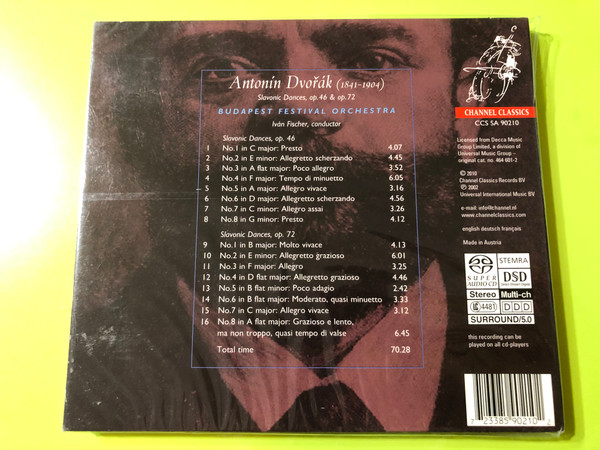 Antonín Dvořák (1841-1904)
Slavonic Dances, op.46 & op.72
BUDAPEST FESTIVAL ORCHESTRA
Iván Fischer, conductor
Slavonic Dances, op. 46
1 No.1 in C major: Presto 4.07
2 No.2 in E minor: Allegretto scherzando 4.45
3 No.3 in A flat major: Poco allegro 3.52
4 No.4 in F major: Tempo di minuetto 6.05
5 No.5 in A major: Allegro vivace 3.16
6 No.6 in D major: Allegretto scherzando 4.56
7 No.7 in C minor: Allegro assai 3.26
8 No.8 in G minor: Presto 4.12
Slavonic Dances, op. 72
9 No.1 in B major: Molto vivace 4.13
10 No.2 in E minor: Allegretto grazioso 6.01
11 No.3 in F major: Allegro 3.25
12 No.4 in D flat major: Allegretto grazioso 4.46
13 No.5 in B flat minor: Poco adagio 2.42
14 No.6 in B flat major: Moderato, quasi minuetto 3.33
15 No.7 in C major: Allegro vivace 3.12
16 No.8 in A flat major: Grazioso e lento,
ma non troppo, quasi tempo di valse 6.45
Total time 70.28
CHANNEL CLASSICS
CCS SA 90210
Licensed from Decca Music
Group Limited, a division of
Universal Music Group –
original cat. no. 464 601-2
© 2010
Channel Classics Records BV
℗ 2002
Universal International Music BV
e-mail: info@channel.nl
www.channelclassics.com
english deutsch français
Made in Austria
SUPER AUDIO CD
STEMRA
DSD
Direct Stream Digital
Stereo Multi-ch
LC 4481 DDD
SURROUND/5.0
this recording can be
played on all cd-players
7 23385 90210 2